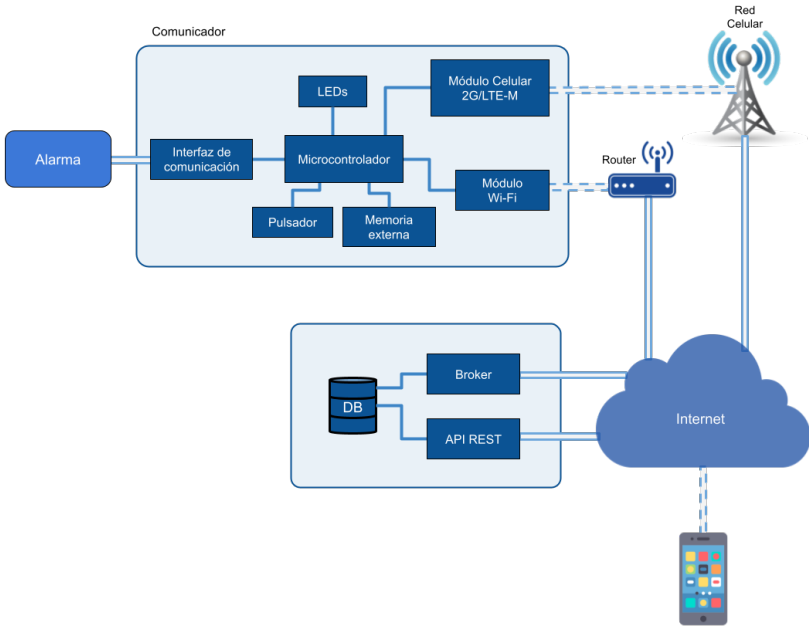 Red
Celular
Comunicador
Módulo Celular
2G/LTE-M
LEDs
Alarma
Interfaz de
comunicación
Microcontrolador
Router
Módulo
Wi-Fi
Pulsador
Memoria
externa
Broker
DB
API REST
Internet